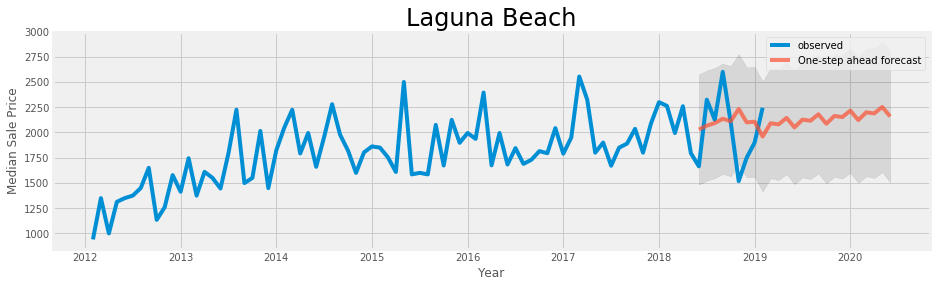 Laguna Beach
3000
2750
2500
2250
2000
1750
1500
1250
1000
Median Sale Price
observed
One-step ahead forecast
2012 2013 2014 2015 2016 2017 2018 2019 2020
Year